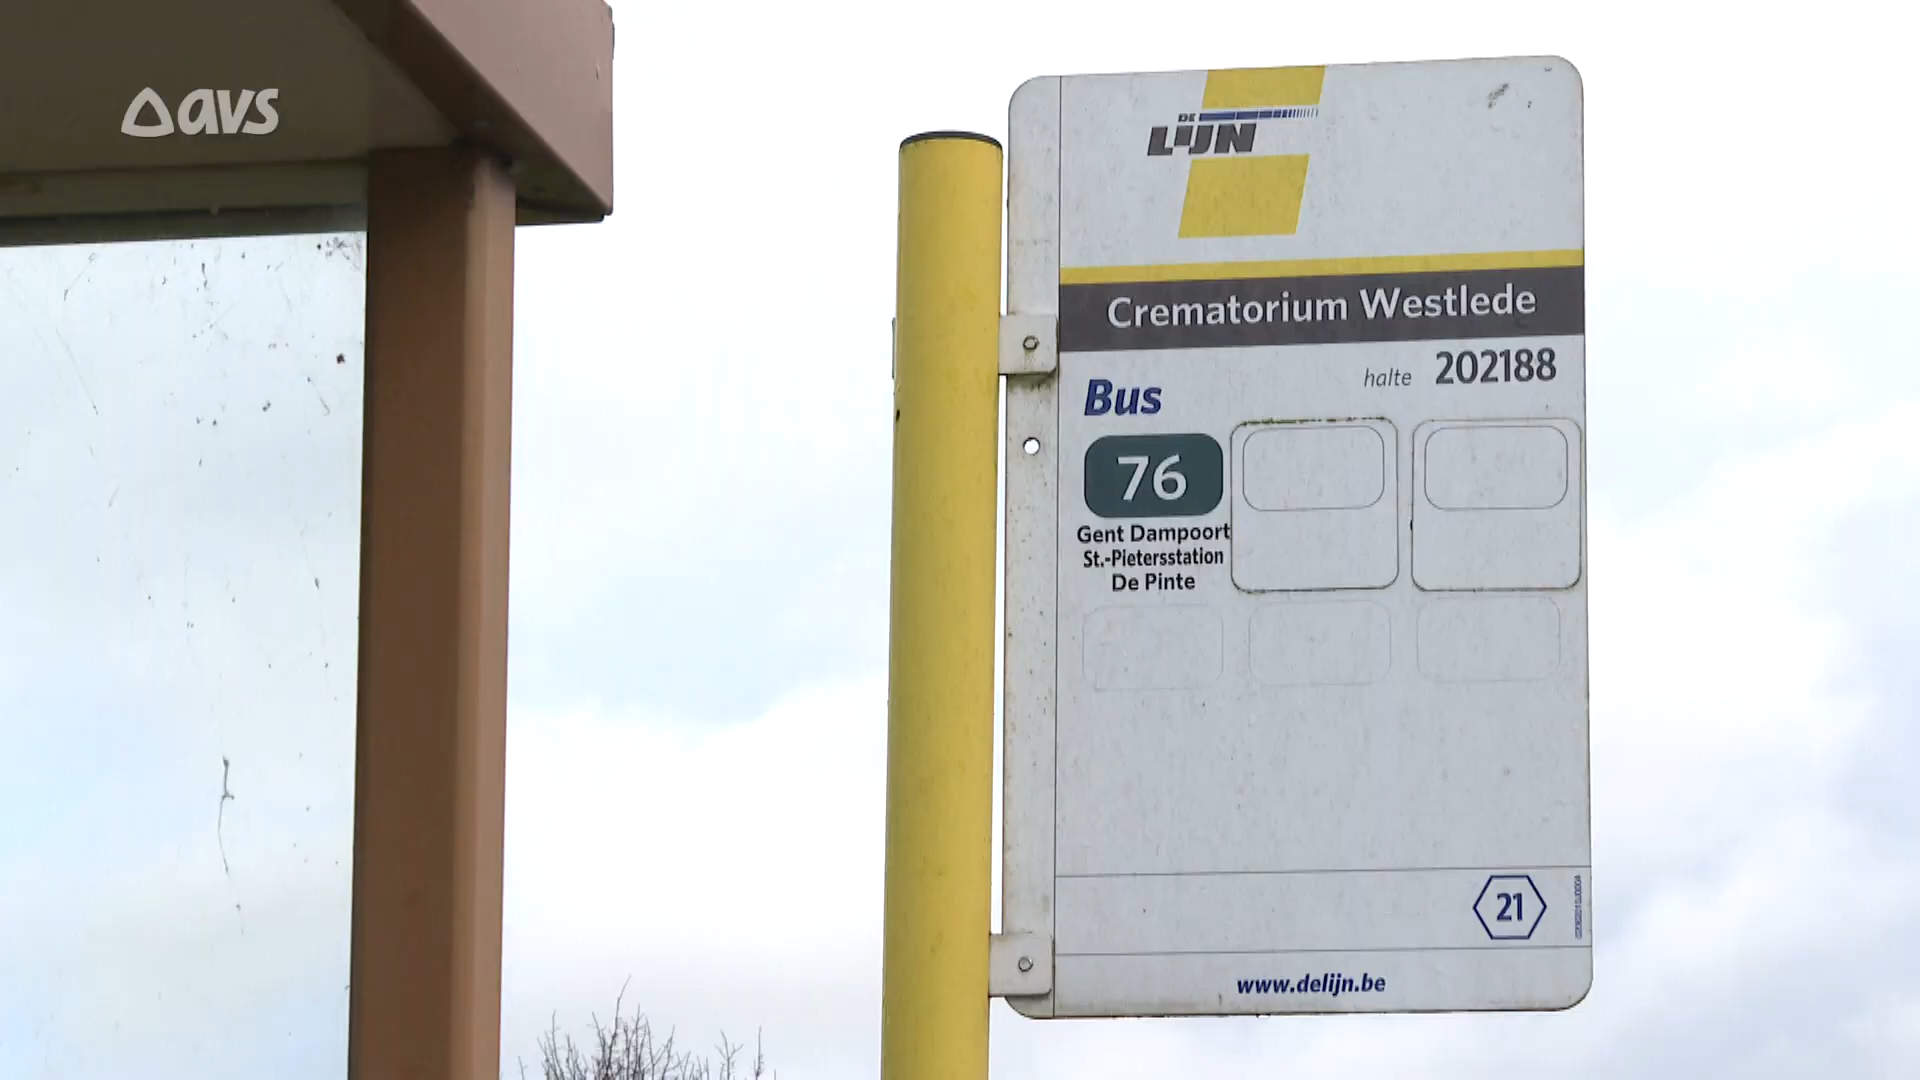 avs
DE
LIJN
Crematorium Westlede
halte 202188
Bus
76
Gent Dampoort
St.-Pietersstation
De Pinte
21
www.delijn.be